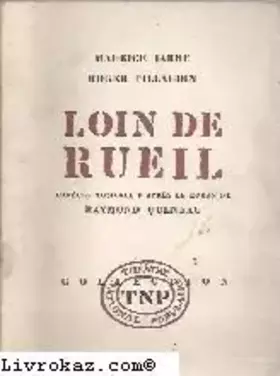 MAURICE JARRE
ROGER PILLAUDIN
LOIN DE
RUEIL
COMÉDIE MUSICALE D'APRÈS LE ROMAN DE
RAYMOND QUENEAU
COLLECTION
THÉÂTRE
TNP
NATIONAL POPULAIRE
Livrokaz.com©